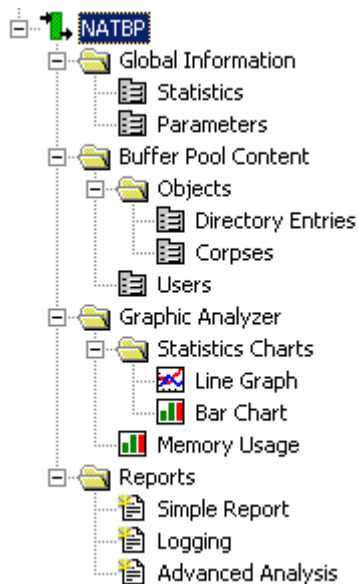 NATBP
Global Information
Statistics
Parameters
Buffer Pool Content
Objects
Directory Entries
Corpses
Users
Graphic Analyzer
Statistics Charts
Line Graph
Bar Chart
Memory Usage
Reports
Simple Report
Logging
Advanced Analysis